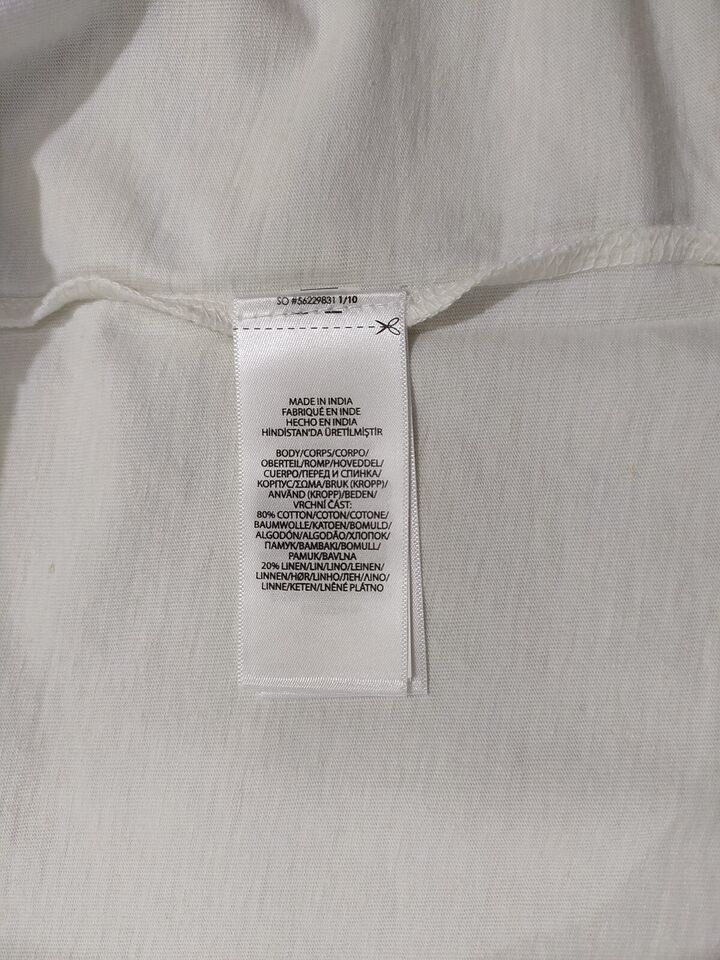 SO #56229831 1/10
MADE IN INDIA
FABRIQUÉ EN INDE
HECHO EN INDIA
HİNDİSTAN'DA ÜRETİLMİŞTİR
BODY/CORPS/CORPO/
OBERTEIL/ROMP/HOVEDDEL/
CUERPO/ПЕРЕД И СПИНКА/
КОРПУС/ΣΩΜΑ/BRUK (KROPP)/
ANVÄND (KROPP)/BEDEN/
VRCHNÍ ČÁST:
80% COTTON/COTON/COTONE/
BAUMWOLLE/KATOEN/BOMULD/
ALGODÓN/ALGODÃO/ХЛОПОК/
ПАМУК/BAMBAKI/BOMULL/
PAMUK/BAVLNA
20% LINEN/LIN/LINO/LEINEN/
LINNEN/HØR/LINHO/ЛЕН/ΛΙΝΟ/
LINNE/KETEN/LNĚNÉ PLÁTNO